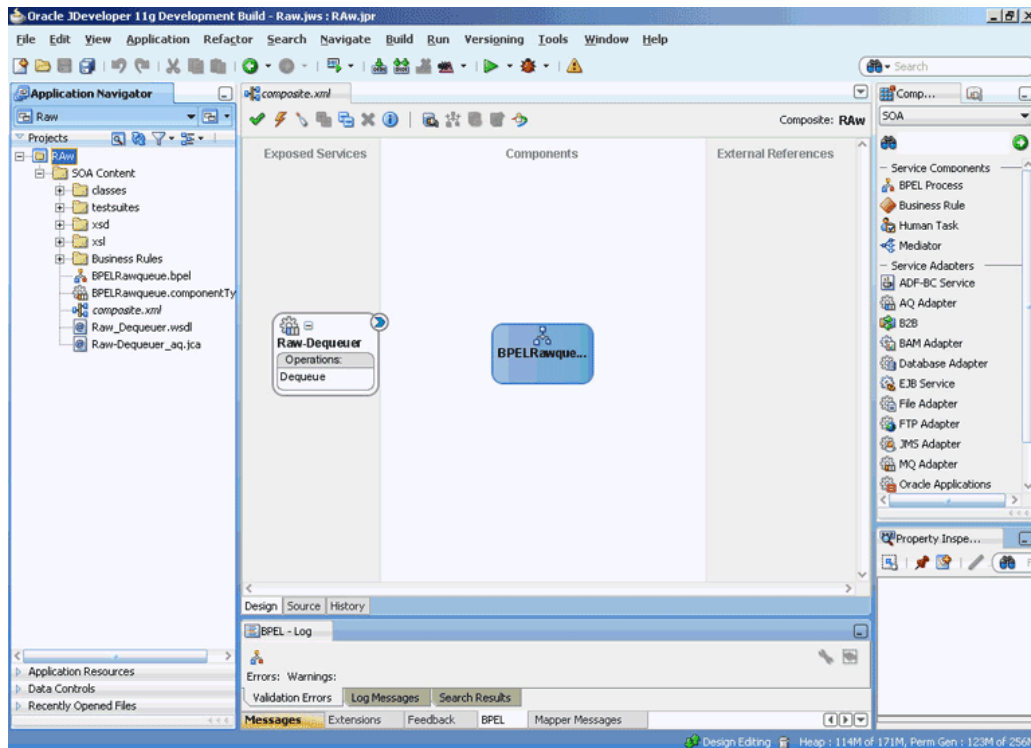 Oracle JDeveloper 11g Development Build - Raw.jws : RAw.jpr
File Edit View Application Refactor Search Navigate Build Run Versioning Tools Window Help
Search
Application Navigator
Raw
Projects
RAw
SOA Content
classes
testsuites
xsd
xsl
Business Rules
BPELRawqueue.bpel
BPELRawqueue.componentTy
composite.xml
Raw_Dequeuer.wsdl
Raw-Dequeuer_aq.jca
Application Resources
Data Controls
Recently Opened Files
composite.xml
Composite: RAw
Exposed Services
Components
External References
Raw-Dequeuer
Operations:
Dequeue
BPELRawque...
Design Source History
BPEL - Log
Errors: Warnings:
Validation Errors Log Messages Search Results
Messages Extensions Feedback BPEL Mapper Messages
Comp...
SOA
Service Components
BPEL Process
Business Rule
Human Task
Mediator
Service Adapters
ADF-BC Service
AQ Adapter
B2B
BAM Adapter
Database Adapter
EJB Service
File Adapter
FTP Adapter
JMS Adapter
MQ Adapter
Oracle Applications
Property Inspe...
Design Editing Heap : 114M of 171M, Perm Gen : 123M of 256M